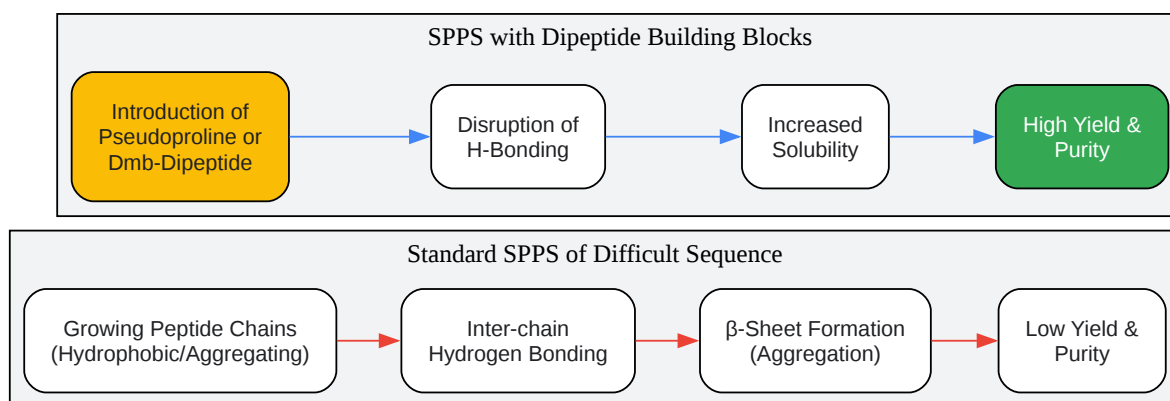 SPPS with Dipeptide Building Blocks
Introduction of
Pseudoproline or
Dmb-Dipeptide
Disruption of
H-Bonding
Increased
Solubility
High Yield &
Purity
Standard SPPS of Difficult Sequence
Growing Peptide Chains
(Hydrophobic/Aggregating)
Inter-chain
Hydrogen Bonding
β-Sheet Formation
(Aggregation)
Low Yield &
Purity